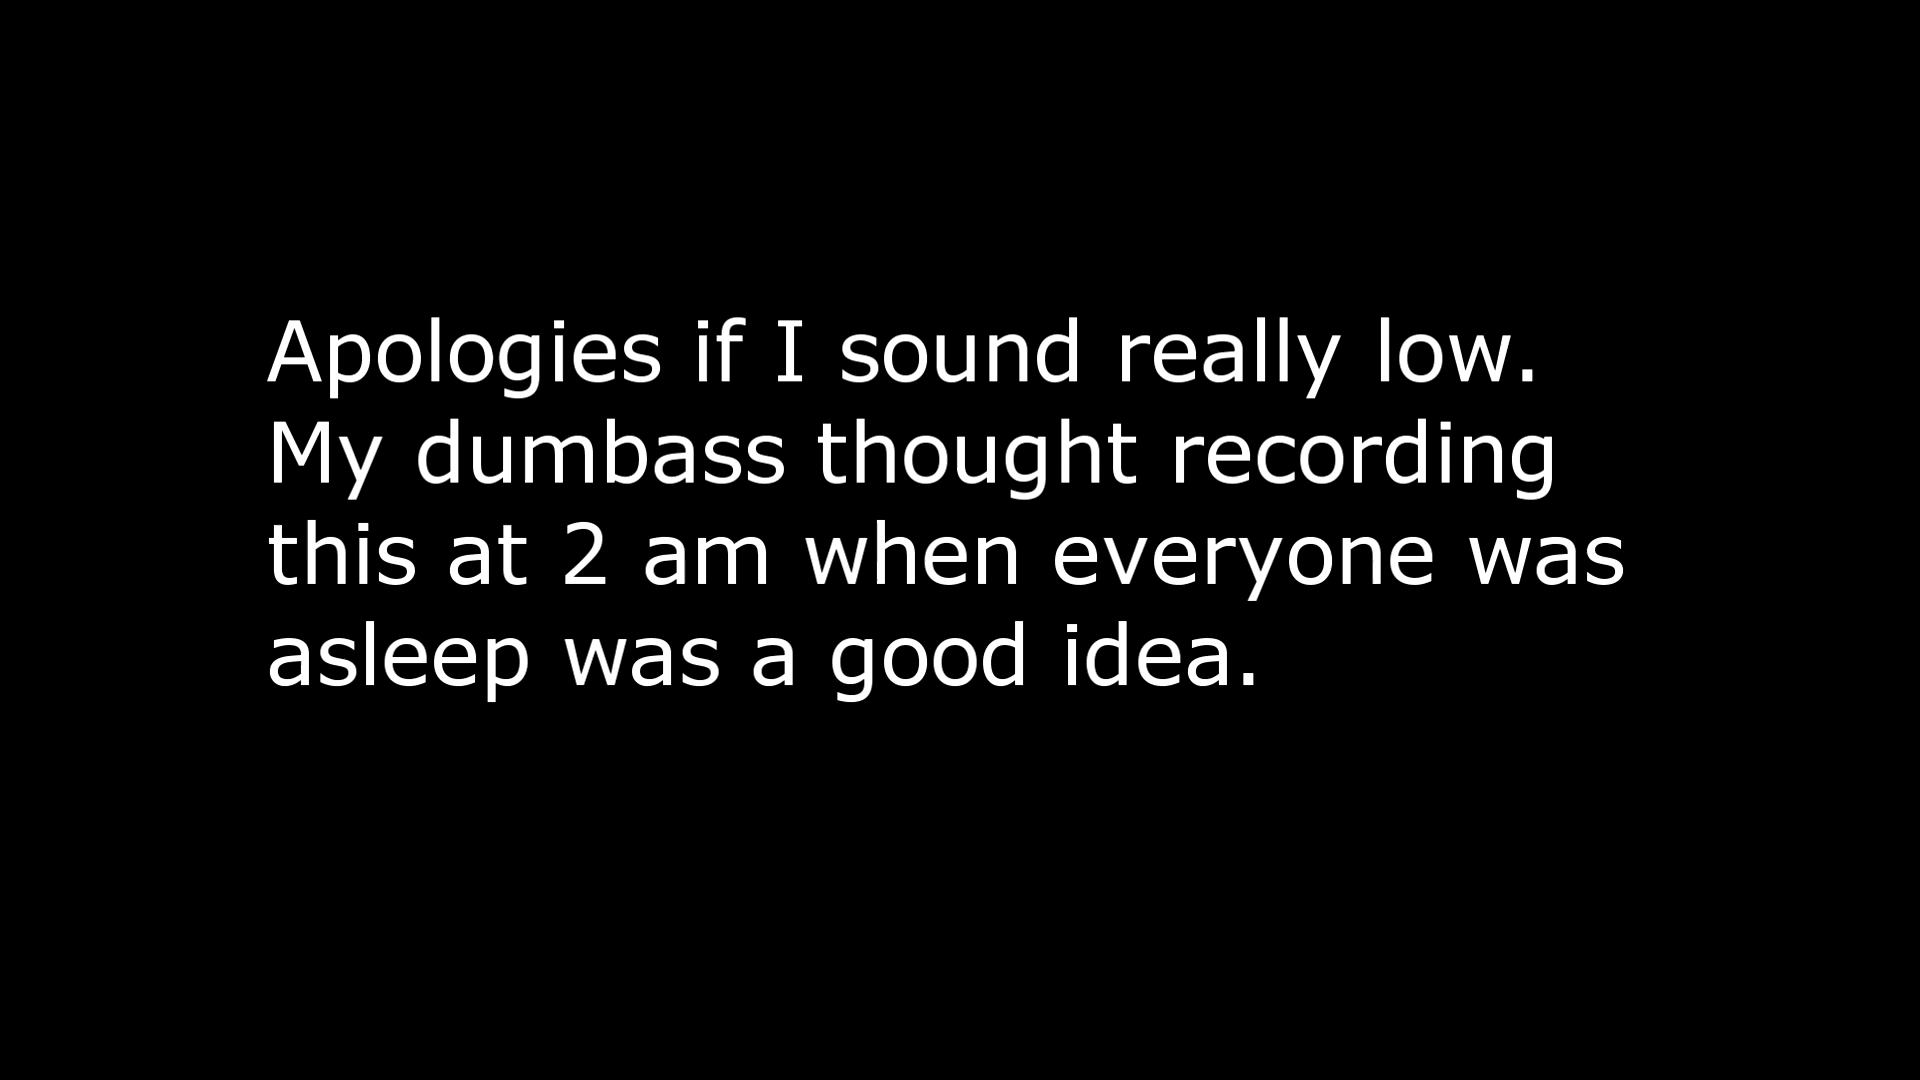 Apologies if I sound really low.
My dumbass thought recording
this at 2 am when everyone was
asleep was a good idea.